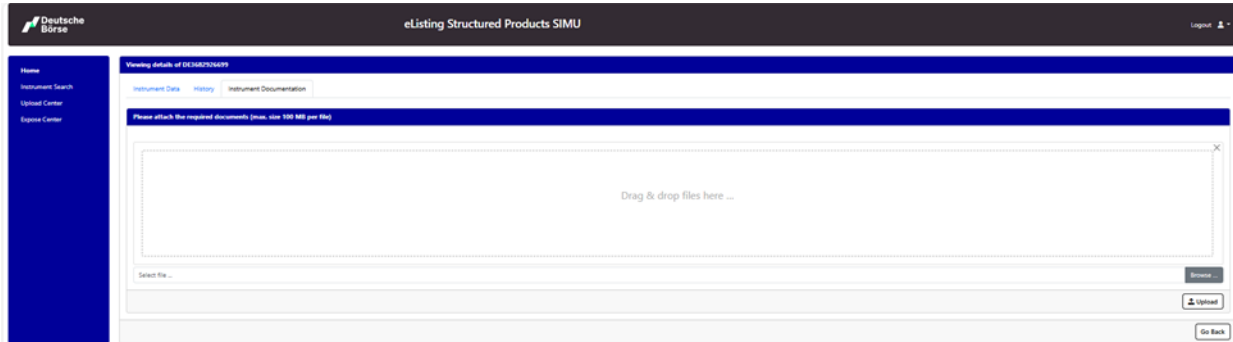 Deutsche
Börse
eListing Structured Products SIMU
Logout
Home
Instrument Search
Upload Center
Expose Center
Viewing details of DE3682926699
Instrument Data History Instrument Documentation
Please attach the required documents (max. size 100 MB per file)
Drag & drop files here ...
Select file ...
Browse ...
Upload
Go Back